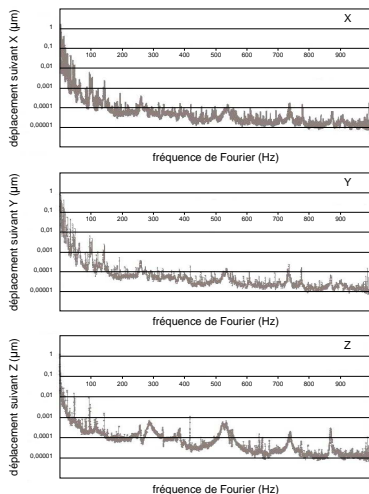 X
déplacement suivant X (µm)
1
0,1
0,01
0,001
0,0001
0,00001
100 200 300 400 500 600 700 800 900
fréquence de Fourier (Hz)
Y
déplacement suivant Y (µm)
1
0,1
0,01
0,001
0,0001
0,00001
100 200 300 400 500 600 700 800 900
fréquence de Fourier (Hz)
Z
déplacement suivant Z (µm)
1
0,1
0,01
0,001
0,0001
0,00001
100 200 300 400 500 600 700 800 900
fréquence de Fourier (Hz)